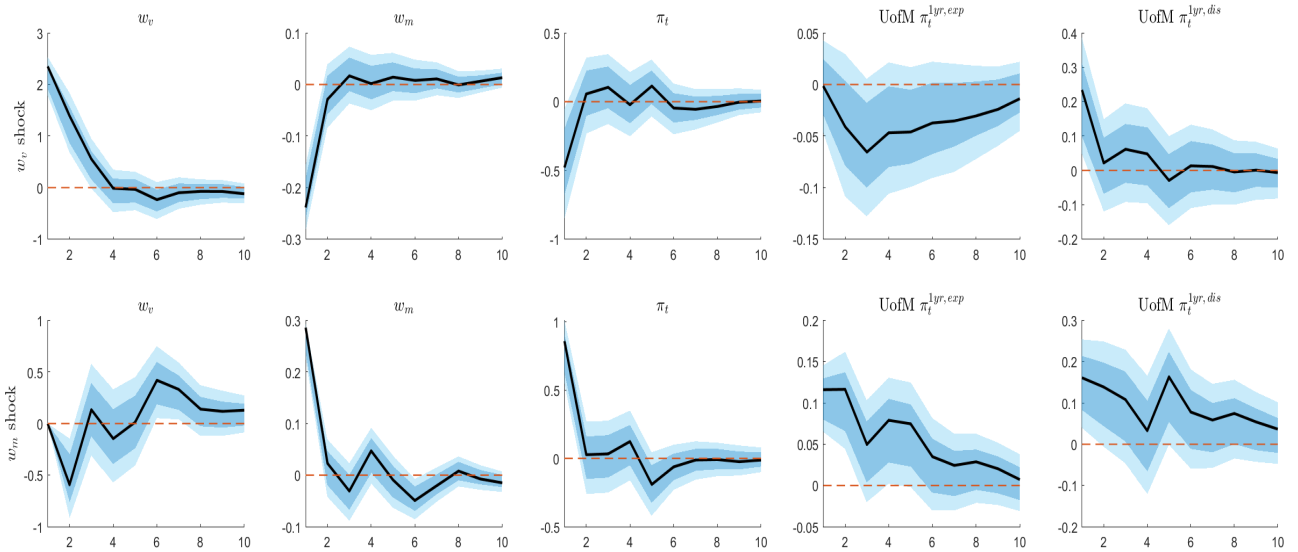 w_v w_m π_t UofM π_t^{1yr,exp} UofM π_t^{1yr,dis}
w_v shock
3 2 1 0 -1
0.1 0 -0.1 -0.2 -0.3
0.5 0 -0.5 -1
0.05 0 -0.05 -0.1 -0.15
0.4 0.3 0.2 0.1 0 -0.1 -0.2
2 4 6 8 10 2 4 6 8 10 2 4 6 8 10 2 4 6 8 10 2 4 6 8 10
w_v w_m π_t UofM π_t^{1yr,exp} UofM π_t^{1yr,dis}
w_m shock
1 0.5 0 -0.5 -1
0.3 0.2 0.1 0 -0.1
1 0.5 0 -0.5
0.2 0.15 0.1 0.05 0 -0.05
0.3 0.2 0.1 0 -0.1 -0.2
2 4 6 8 10 2 4 6 8 10 2 4 6 8 10 2 4 6 8 10 2 4 6 8 10